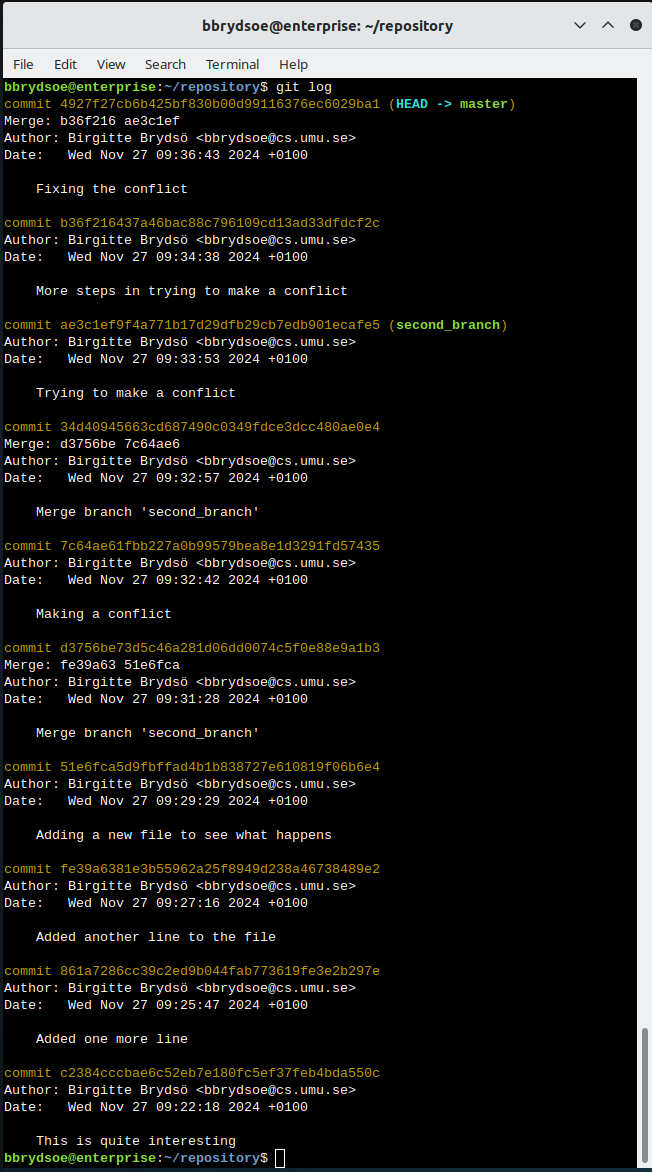 bbrydsoe@enterprise: ~/repository
File Edit View Search Terminal Help
bbrydsoe@enterprise:~/repository$ git log
commit 4927f27cb6b425bf830b00d99116376ec6029ba1 (HEAD -> master)
Merge: b36f216 ae3c1ef
Author: Birgitte Brydsö <bbrydsoe@cs.umu.se>
Date:   Wed Nov 27 09:36:43 2024 +0100
    Fixing the conflict
commit b36f216437a46bac88c796109cd13ad33dfdcf2c
Author: Birgitte Brydsö <bbrydsoe@cs.umu.se>
Date:   Wed Nov 27 09:34:38 2024 +0100
    More steps in trying to make a conflict
commit ae3c1ef9f4a771b17d29dfb29cb7edb901ecafe5 (second_branch)
Author: Birgitte Brydsö <bbrydsoe@cs.umu.se>
Date:   Wed Nov 27 09:33:53 2024 +0100
    Trying to make a conflict
commit 34d40945663cd687490c0349fdce3dcc480ae0e4
Merge: d3756be 7c64ae6
Author: Birgitte Brydsö <bbrydsoe@cs.umu.se>
Date:   Wed Nov 27 09:32:57 2024 +0100
    Merge branch 'second_branch'
commit 7c64ae61fbb227a0b99579bea8e1d3291fd57435
Author: Birgitte Brydsö <bbrydsoe@cs.umu.se>
Date:   Wed Nov 27 09:32:42 2024 +0100
    Making a conflict
commit d3756be73d5c46a281d06dd0074c5f0e88e9a1b3
Merge: fe39a63 51e6fca
Author: Birgitte Brydsö <bbrydsoe@cs.umu.se>
Date:   Wed Nov 27 09:31:28 2024 +0100
    Merge branch 'second_branch'
commit 51e6fca5d9fbffad4b1b838727e610819f06b6e4
Author: Birgitte Brydsö <bbrydsoe@cs.umu.se>
Date:   Wed Nov 27 09:29:29 2024 +0100
    Adding a new file to see what happens
commit fe39a6381e3b55962a25f8949d238a46738489e2
Author: Birgitte Brydsö <bbrydsoe@cs.umu.se>
Date:   Wed Nov 27 09:27:16 2024 +0100
    Added another line to the file
commit 861a7286cc39c2ed9b044fab773619fe3e2b297e
Author: Birgitte Brydsö <bbrydsoe@cs.umu.se>
Date:   Wed Nov 27 09:25:47 2024 +0100
    Added one more line
commit c2384cccbae6c52eb7e180fc5ef37feb4bda550c
Author: Birgitte Brydsö <bbrydsoe@cs.umu.se>
Date:   Wed Nov 27 09:22:18 2024 +0100
    This is quite interesting
bbrydsoe@enterprise:~/repository$